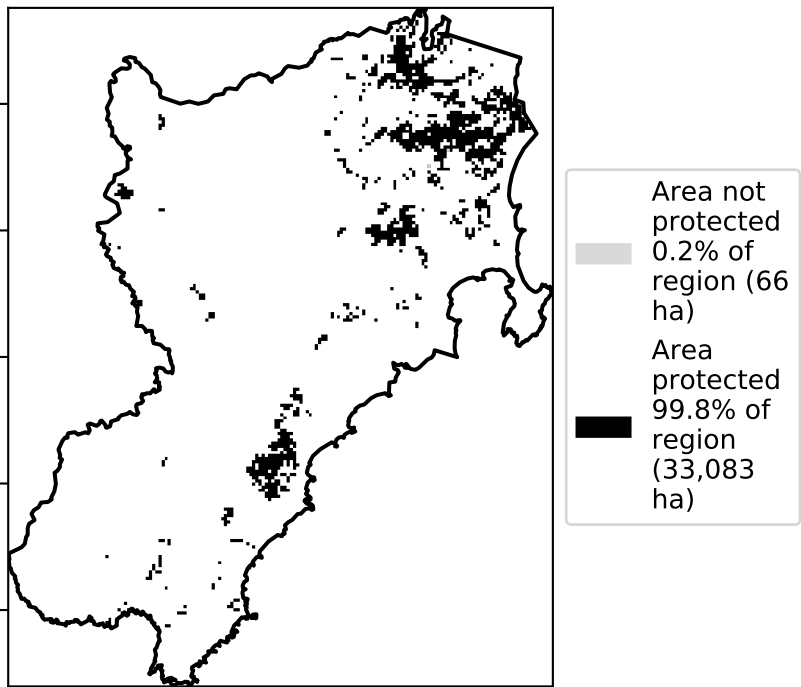 Area not
protected
0.2% of
region (66
ha)
Area
protected
99.8% of
region
(33,083
ha)